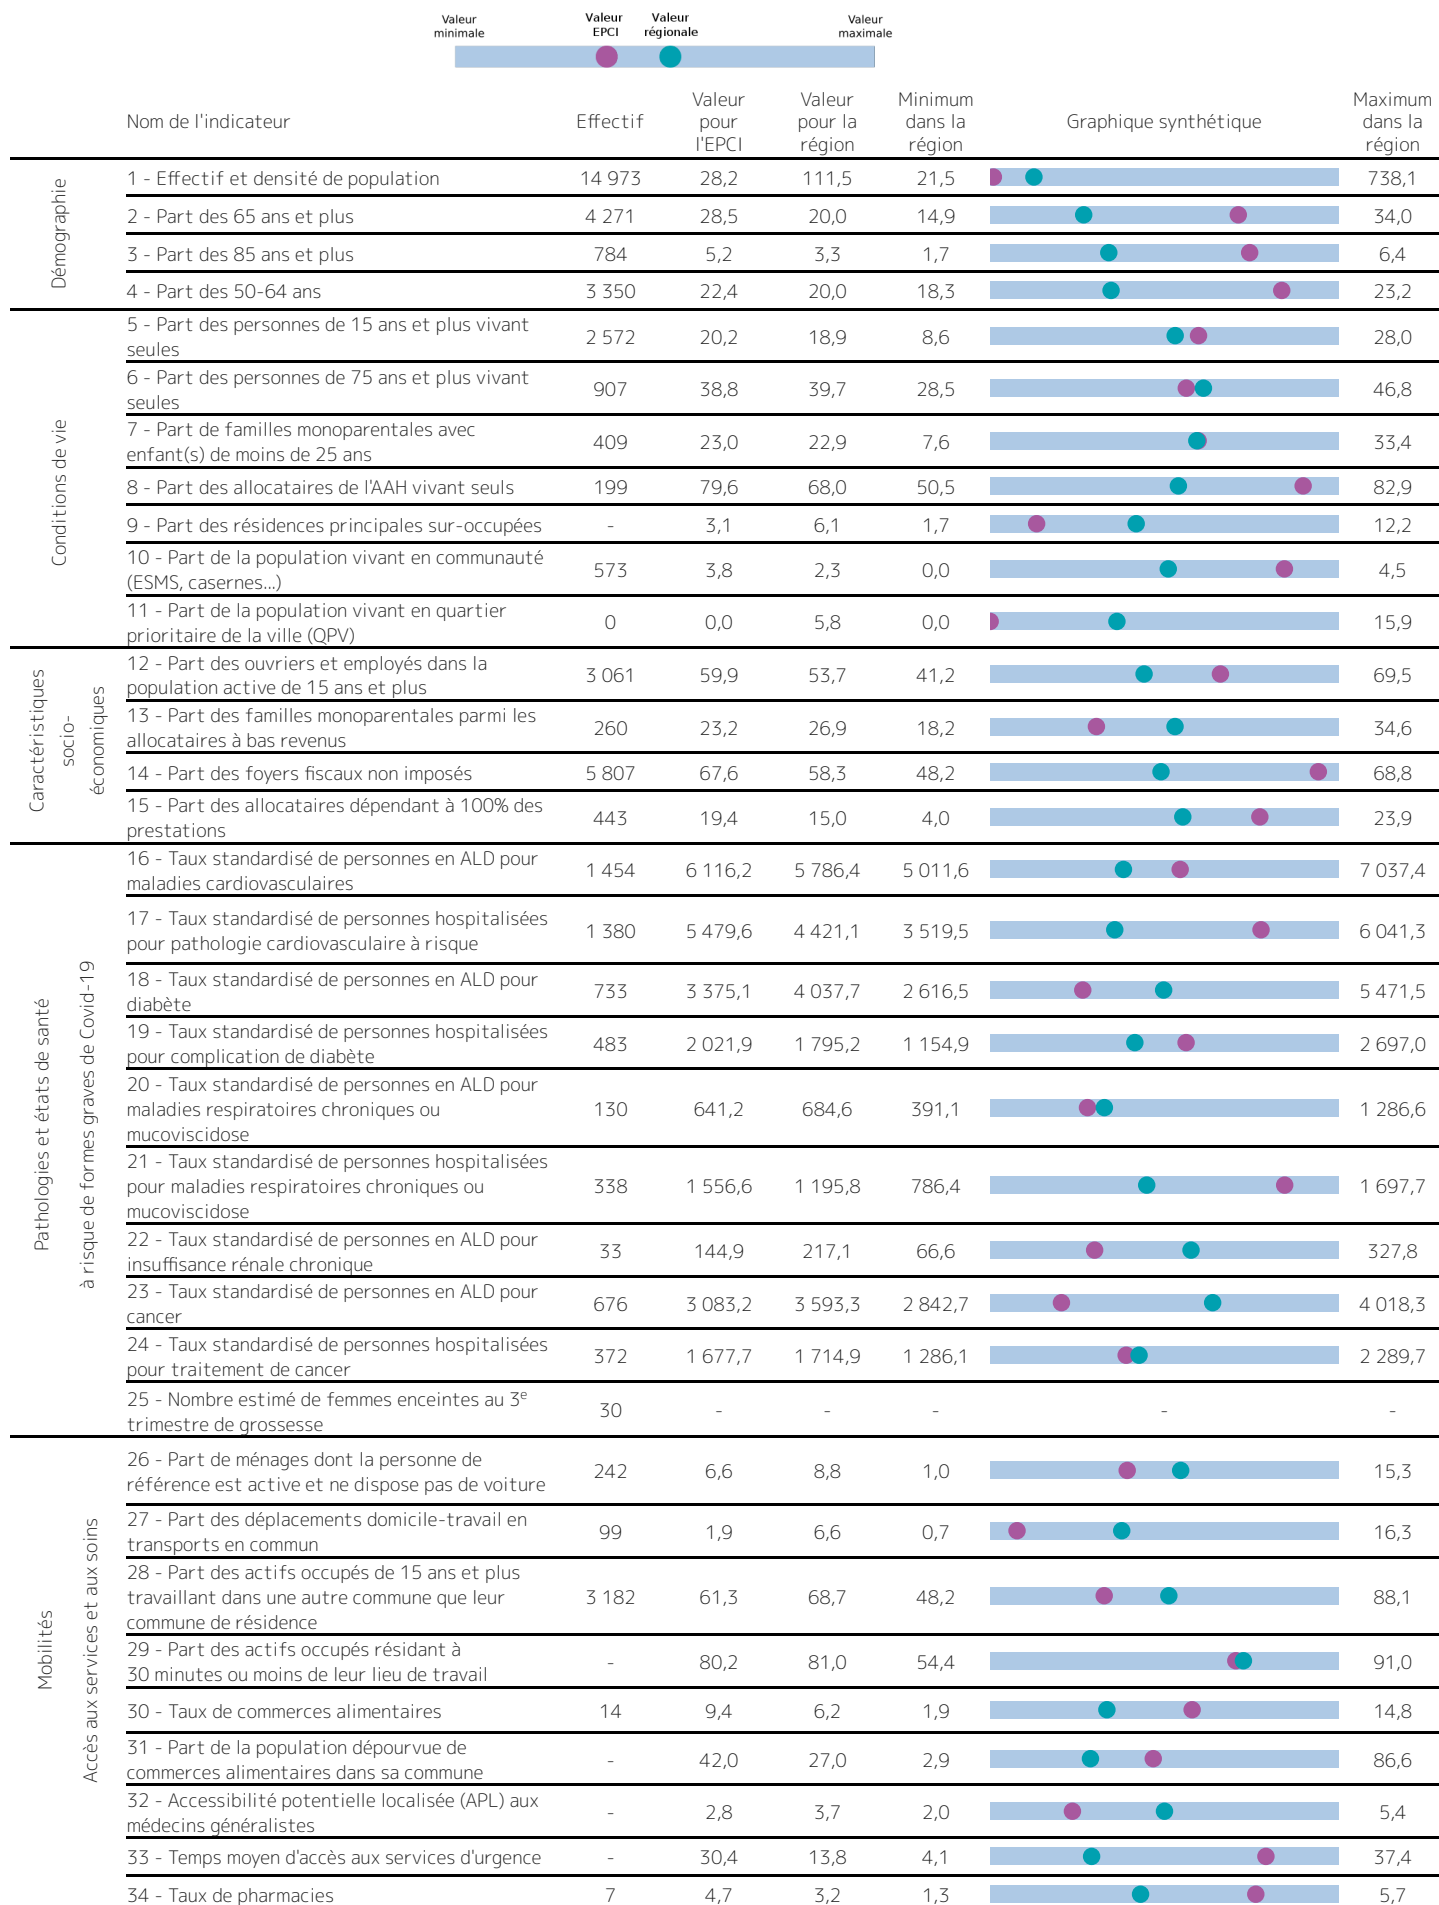 Valeur minimale
Valeur EPCI
Valeur régionale
Valeur maximale
Nom de l'indicateur
Effectif
Valeur pour l'EPCI
Valeur pour la région
Minimum dans la région
Graphique synthétique
Maximum dans la région
Démographie
1 - Effectif et densité de population 14 973 28,2 111,5 21,5 738,1
2 - Part des 65 ans et plus 4 271 28,5 20,0 14,9 34,0
3 - Part des 85 ans et plus 784 5,2 3,3 1,7 6,4
4 - Part des 50-64 ans 3 350 22,4 20,0 18,3 23,2
Conditions de vie
5 - Part des personnes de 15 ans et plus vivant
seules 2 572 20,2 18,9 8,6 28,0
6 - Part des personnes de 75 ans et plus vivant
seules 907 38,8 39,7 28,5 46,8
7 - Part de familles monoparentales avec
enfant(s) de moins de 25 ans 409 23,0 22,9 7,6 33,4
8 - Part des allocataires de l'AAH vivant seuls 199 79,6 68,0 50,5 82,9
9 - Part des résidences principales sur-occupées - 3,1 6,1 1,7 12,2
10 - Part de la population vivant en communauté
(ESMS, casernes...) 573 3,8 2,3 0,0 4,5
11 - Part de la population vivant en quartier
prioritaire de la ville (QPV) 0 0,0 5,8 0,0 15,9
Caractéristiques
socio-
économiques
12 - Part des ouvriers et employés dans la
population active de 15 ans et plus 3 061 59,9 53,7 41,2 69,5
13 - Part des familles monoparentales parmi les
allocataires à bas revenus 260 23,2 26,9 18,2 34,6
14 - Part des foyers fiscaux non imposés 5 807 67,6 58,3 48,2 68,8
15 - Part des allocataires dépendant à 100% des
prestations 443 19,4 15,0 4,0 23,9
Pathologies et états de santé
à risque de formes graves de Covid-19
16 - Taux standardisé de personnes en ALD pour
maladies cardiovasculaires 1 454 6 116,2 5 786,4 5 011,6 7 037,4
17 - Taux standardisé de personnes hospitalisées
pour pathologie cardiovasculaire à risque 1 380 5 479,6 4 421,1 3 519,5 6 041,3
18 - Taux standardisé de personnes en ALD pour
diabète 733 3 375,1 4 037,7 2 616,5 5 471,5
19 - Taux standardisé de personnes hospitalisées
pour complication de diabète 483 2 021,9 1 795,2 1 154,9 2 697,0
20 - Taux standardisé de personnes en ALD pour
maladies respiratoires chroniques ou
mucoviscidose 130 641,2 684,6 391,1 1 286,6
21 - Taux standardisé de personnes hospitalisées
pour maladies respiratoires chroniques ou
mucoviscidose 338 1 556,6 1 195,8 786,4 1 697,7
22 - Taux standardisé de personnes en ALD pour
insuffisance rénale chronique 33 144,9 217,1 66,6 327,8
23 - Taux standardisé de personnes en ALD pour
cancer 676 3 083,2 3 593,3 2 842,7 4 018,3
24 - Taux standardisé de personnes hospitalisées
pour traitement de cancer 372 1 677,7 1 714,9 1 286,1 2 289,7
25 - Nombre estimé de femmes enceintes au 3e
trimestre de grossesse 30 - - - - -
Mobilités
Accès aux services et aux soins
26 - Part de ménages dont la personne de
référence est active et ne dispose pas de voiture 242 6,6 8,8 1,0 15,3
27 - Part des déplacements domicile-travail en
transports en commun 99 1,9 6,6 0,7 16,3
28 - Part des actifs occupés de 15 ans et plus
travaillant dans une autre commune que leur
commune de résidence 3 182 61,3 68,7 48,2 88,1
29 - Part des actifs occupés résidant à
30 minutes ou moins de leur lieu de travail - 80,2 81,0 54,4 91,0
30 - Taux de commerces alimentaires 14 9,4 6,2 1,9 14,8
31 - Part de la population dépourvue de
commerces alimentaires dans sa commune - 42,0 27,0 2,9 86,6
32 - Accessibilité potentielle localisée (APL) aux
médecins généralistes - 2,8 3,7 2,0 5,4
33 - Temps moyen d'accès aux services d'urgence - 30,4 13,8 4,1 37,4
34 - Taux de pharmacies 7 4,7 3,2 1,3 5,7